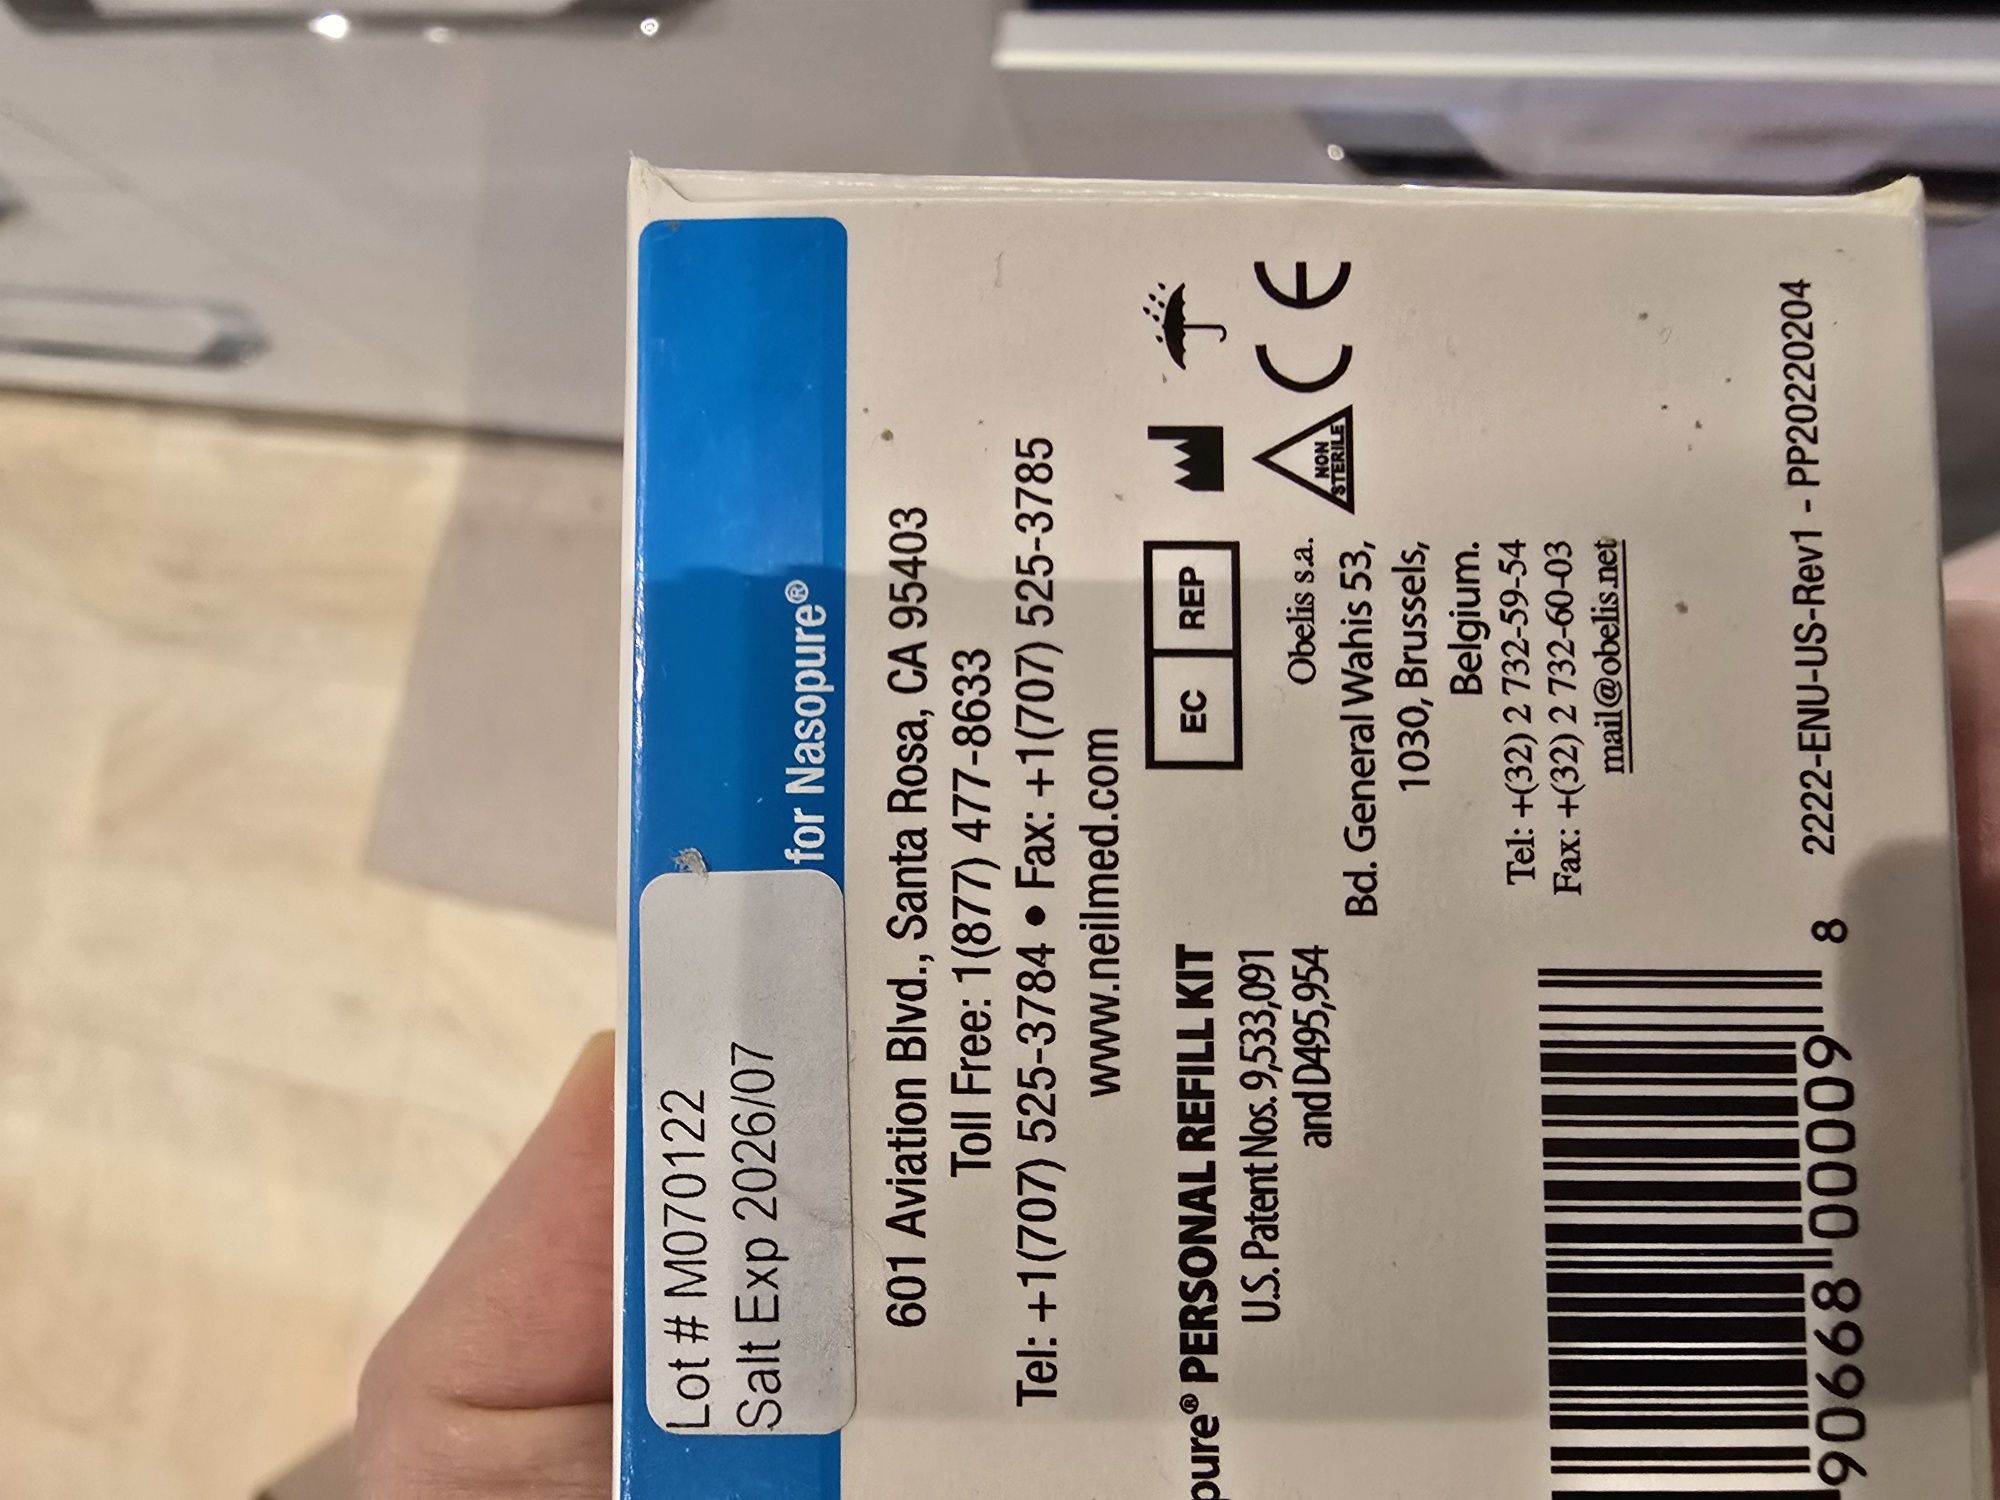 Lot # M070122
Salt Exp 2026/07
for Nasopure®
601 Aviation Blvd., Santa Rosa, CA 95403
Toll Free: 1(877) 477-8633
Tel: +1(707) 525-3784 • Fax: +1(707) 525-3785
www.neilmed.com
pure® PERSONAL REFILL KIT
U.S. Patent Nos. 9,533,091
and D495,954
EC REP
Obelis s.a.
Bd. General Wahis 53,
1030, Brussels,
Belgium.
Tel: +(32) 2 732-59-54
Fax: +(32) 2 732-60-03
mail@obelis.net
NON
STERILE
CE
90668 00009 8
2222-ENU-US-Rev1 - PP20220204